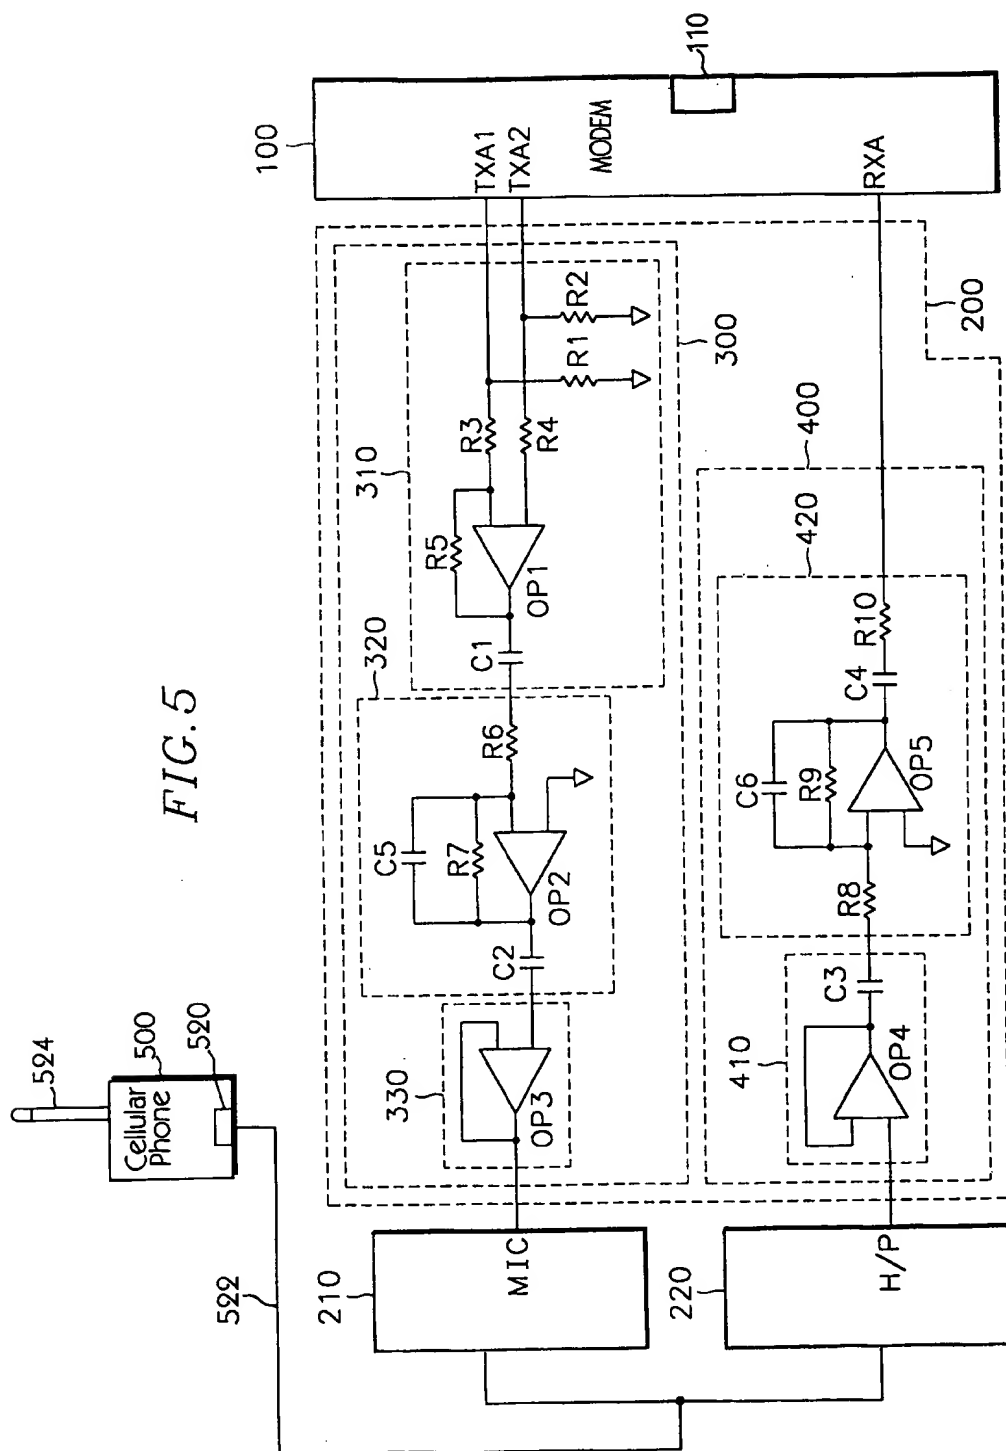 FIG. 5
524
500
Cellular
Phone
520
522
210
MIC
220
H/P
330
OP3
320
C2
C5
R7
OP2
R6
310
C1
R5
OP1
R3
R4
R1
R2
300
100
TXA1
TXA2
MODEM
110
RXA
200
400
410
OP4
C3
420
R8
C6
R9
OP5
C4
R10